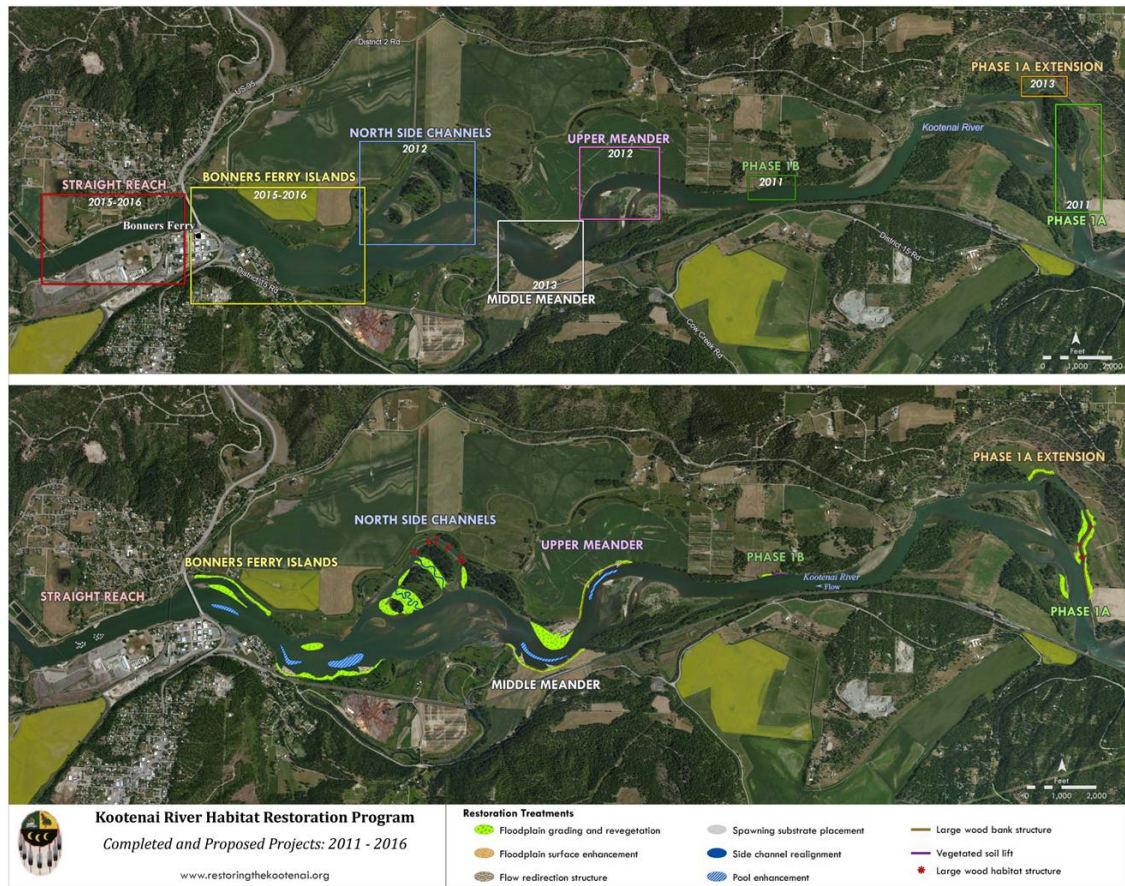 District 2 Rd
US-95
PHASE 1A EXTENSION
2013
NORTH SIDE CHANNELS
2012
UPPER MEANDER
2012
Kootenai River
STRAIGHT REACH
2015-2016
BONNERS FERRY ISLANDS
2015-2016
PHASE 1B
2011
2011
PHASE 1A
Bonners Ferry
District 15 Rd
District 15 Rd
2013
MIDDLE MEANDER
Cow Creek Rd
Feet
0 1,000 2,000
PHASE 1A EXTENSION
NORTH SIDE CHANNELS
UPPER MEANDER
BONNERS FERRY ISLANDS
PHASE 1B
Kootenai River
Flow
STRAIGHT REACH
PHASE 1A
MIDDLE MEANDER
Feet
0 1,000 2,000
Kootenai River Habitat Restoration Program
Completed and Proposed Projects: 2011 - 2016
www.restoringthekootenai.org
Restoration Treatments
Floodplain grading and revegetation
Floodplain surface enhancement
Flow redirection structure
Spawning substrate placement
Side channel realignment
Pool enhancement
Large wood bank structure
Vegetated soil lift
Large wood habitat structure